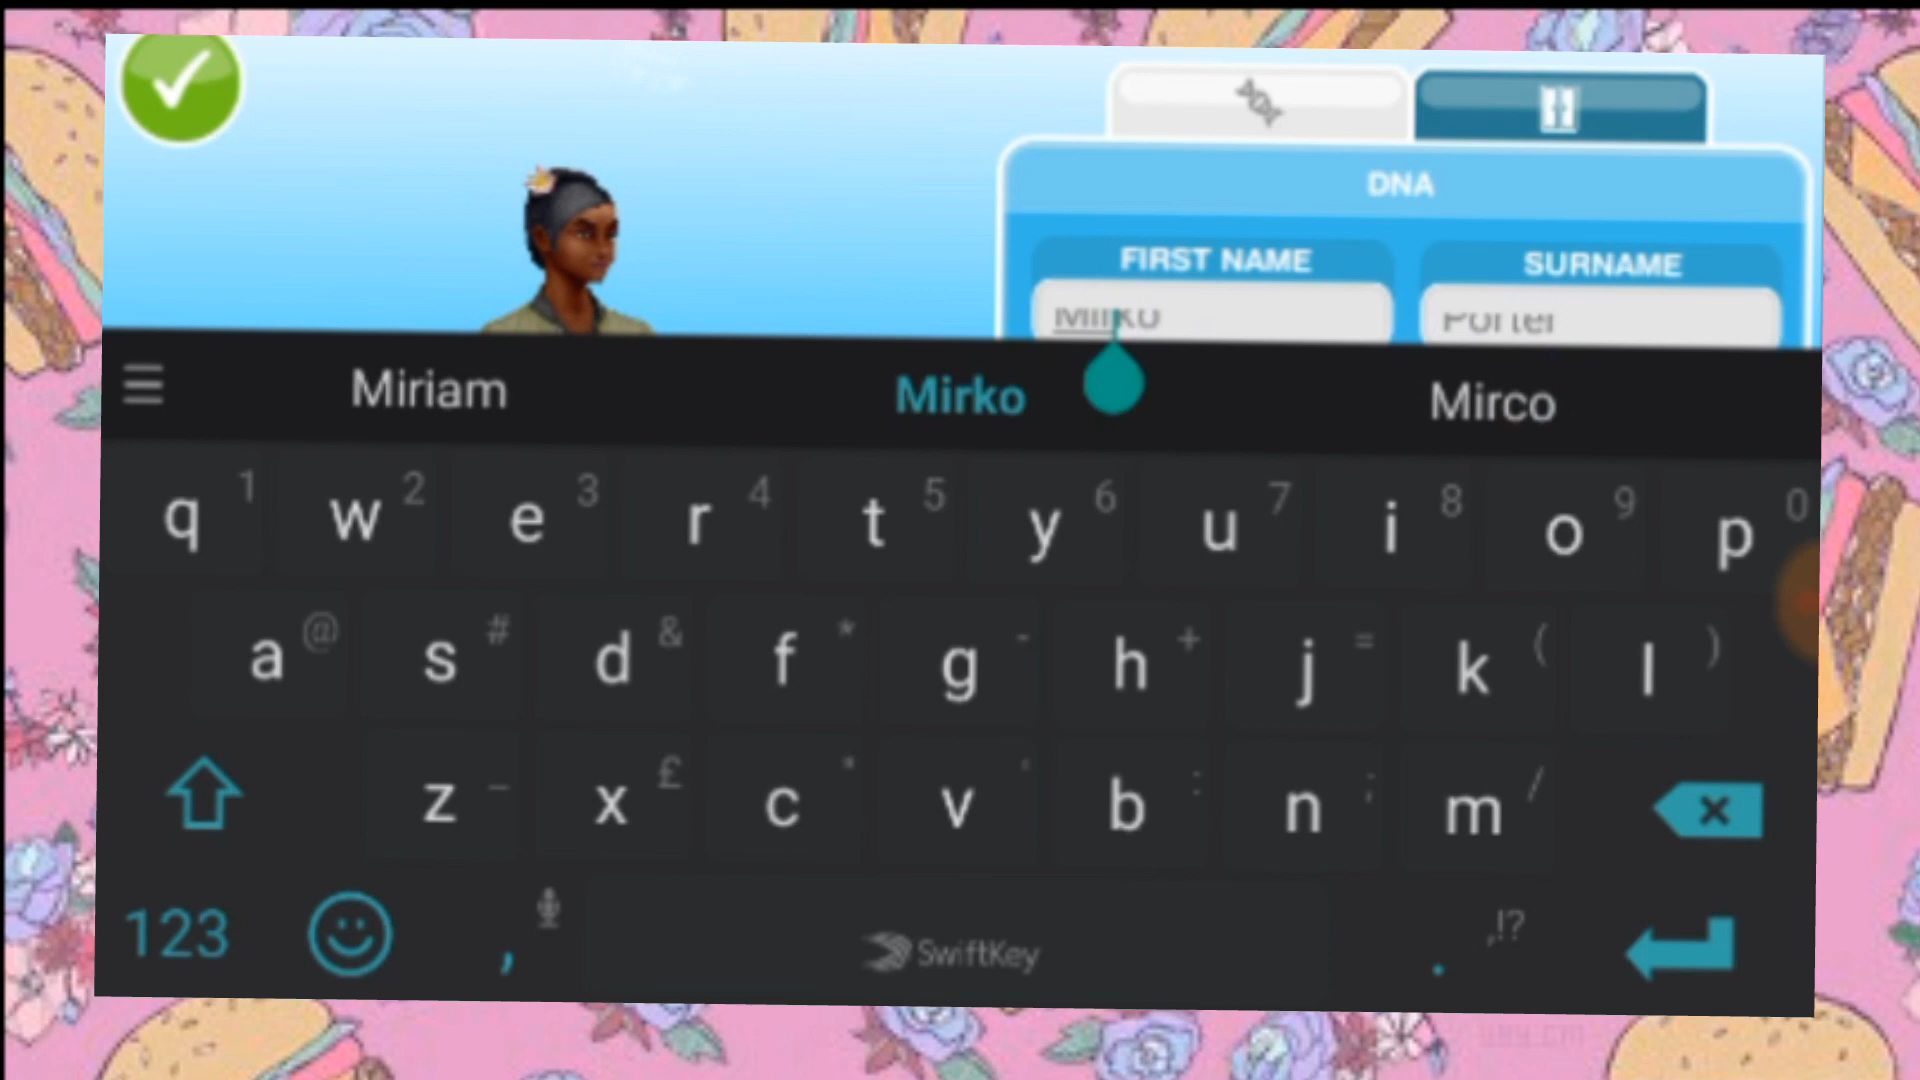 DNA
FIRST NAME SURNAME
Porter
Miriam Mirko Mirco
q 1 w 2 e 3 r 4 t 5 y 6 u 7 i 8 o 9 p 0
a @ s # d & f * g - h + j = k ( l )
z _ x £ c " v ' b : n ; m /
123 , SwiftKey . ,!?